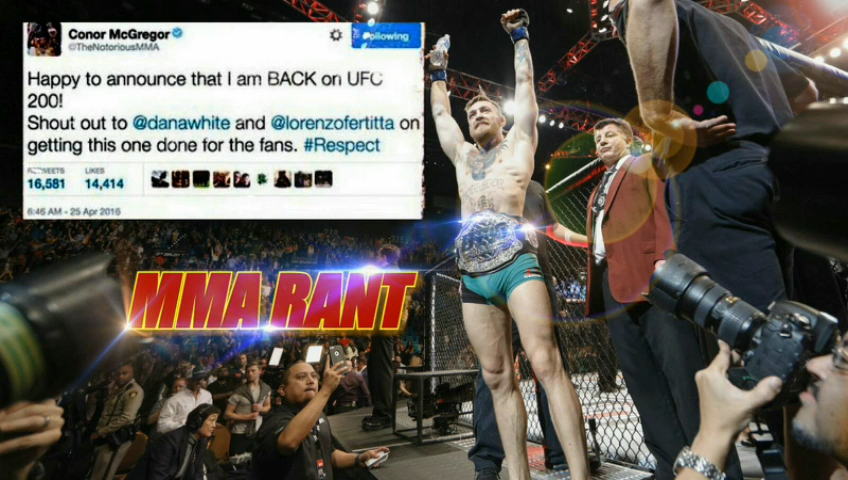 Conor McGregor
@TheNotoriousMMA
Following
Happy to announce that I am BACK on UFC
200!
Shout out to @danawhite and @lorenzofertitta on
getting this one done for the fans. #Respect
LIKES
16,581 14,414
6:46 AM - 25 Apr 2016
MMA RANT